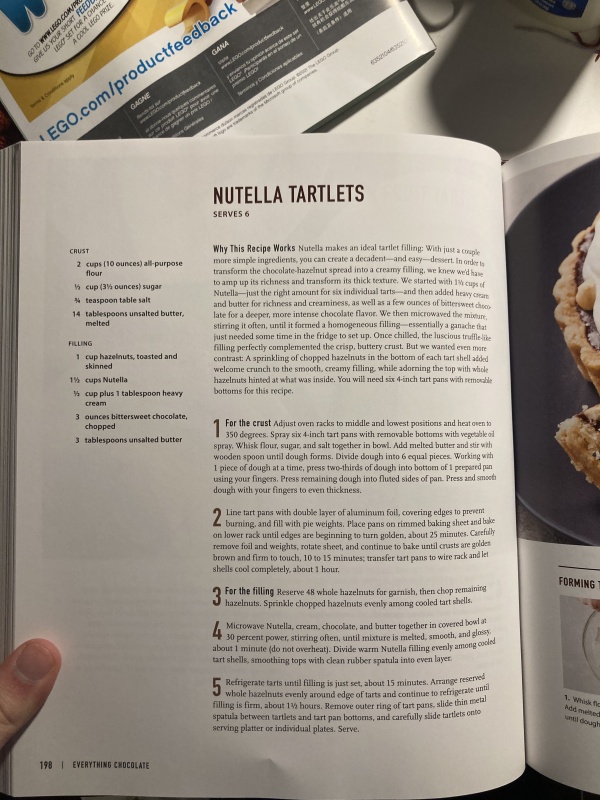 W
GO TO WWW.LEGO.COM/PRODUCTFEEDBACK
GIVE US YOUR SHORT FEEDBACK
LEGO® SET FOR A CHANCE
A COOL LEGO PRIZE.
Terms & Conditions apply
LEGO.com/productfeedback
GAGNE
GANA
6352104/6352
NUTELLA TARTLETS
SERVES 6
CRUST
2 cups (10 ounces) all-purpose
flour
½ cup (3½ ounces) sugar
¾ teaspoon table salt
14 tablespoons unsalted butter,
melted
FILLING
1 cup hazelnuts, toasted and
skinned
1½ cups Nutella
½ cup plus 1 tablespoon heavy
cream
3 ounces bittersweet chocolate,
chopped
3 tablespoons unsalted butter
Why This Recipe Works Nutella makes an ideal tartlet filling: With just a couple
more simple ingredients, you can create a decadent—and easy—dessert. In order to
transform the chocolate-hazelnut spread into a creamy filling, we knew we'd have
to amp up its richness and transform its thick texture. We started with 1½ cups of
Nutella—just the right amount for six individual tarts—and then added heavy cream
and butter for richness and creaminess, as well as a few ounces of bittersweet choco-
late for a deeper, more intense chocolate flavor. We then microwaved the mixture,
stirring it often, until it formed a homogeneous filling—essentially a ganache that
just needed some time in the fridge to set up. Once chilled, the luscious truffle-like
filling perfectly complemented the crisp, buttery crust. But we wanted even more
contrast: A sprinkling of chopped hazelnuts in the bottom of each tart shell added
welcome crunch to the smooth, creamy filling, while adorning the top with whole
hazelnuts hinted at what was inside. You will need six 4-inch tart pans with removable
bottoms for this recipe.
1 For the crust Adjust oven racks to middle and lowest positions and heat oven to
350 degrees. Spray six 4-inch tart pans with removable bottoms with vegetable oil
spray. Whisk flour, sugar, and salt together in bowl. Add melted butter and stir with
wooden spoon until dough forms. Divide dough into 6 equal pieces. Working with
1 piece of dough at a time, press two-thirds of dough into bottom of 1 prepared pan
using your fingers. Press remaining dough into fluted sides of pan. Press and smooth
dough with your fingers to even thickness.
2 Line tart pans with double layer of aluminum foil, covering edges to prevent
burning, and fill with pie weights. Place pans on rimmed baking sheet and bake
on lower rack until edges are beginning to turn golden, about 25 minutes. Carefully
remove foil and weights, rotate sheet, and continue to bake until crusts are golden
brown and firm to touch, 10 to 15 minutes; transfer tart pans to wire rack and let
shells cool completely, about 1 hour.
3 For the filling Reserve 48 whole hazelnuts for garnish, then chop remaining
hazelnuts. Sprinkle chopped hazelnuts evenly among cooled tart shells.
4 Microwave Nutella, cream, chocolate, and butter together in covered bowl at
30 percent power, stirring often, until mixture is melted, smooth, and glossy,
about 1 minute (do not overheat). Divide warm Nutella filling evenly among cooled
tart shells, smoothing tops with clean rubber spatula into even layer.
5 Refrigerate tarts until filling is just set, about 15 minutes. Arrange reserved
whole hazelnuts evenly around edge of tarts and continue to refrigerate until
filling is firm, about 1½ hours. Remove outer ring of tart pans, slide thin metal
spatula between tartlets and tart pan bottoms, and carefully slide tartlets onto
serving platter or individual plates. Serve.
198 | EVERYTHING CHOCOLATE
FORMING T
1. Whisk flo
Add melted
until dough